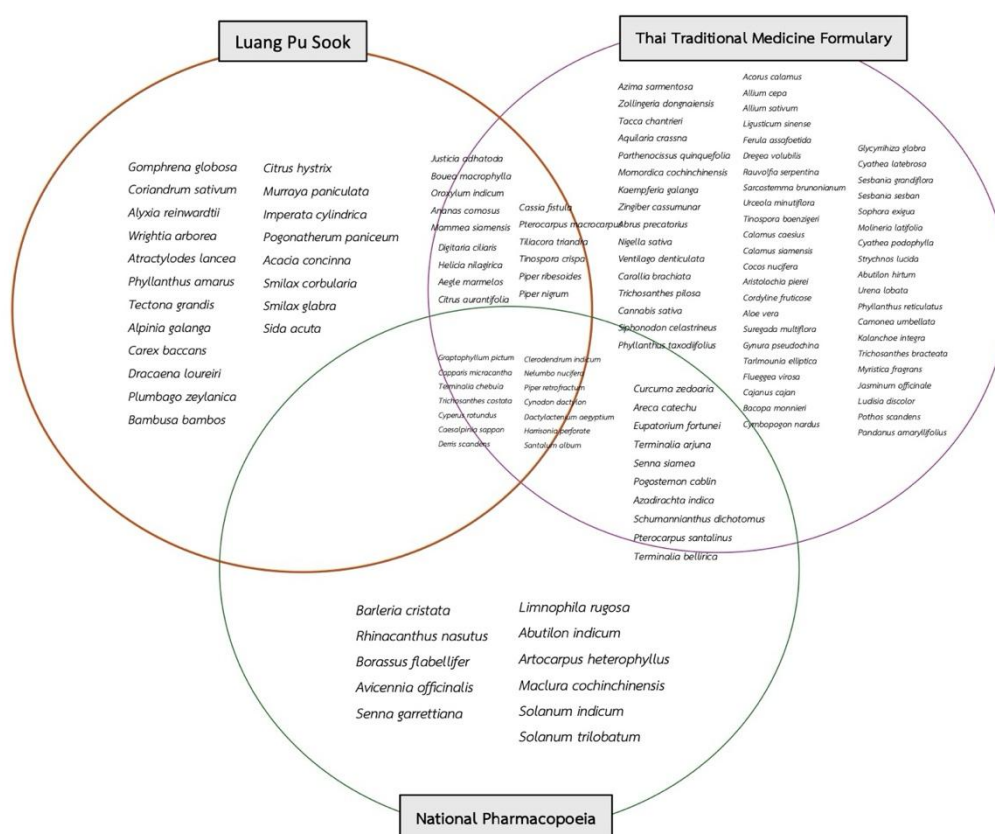 Luang Pu Sook
Thai Traditional Medicine Formulary
Gomphrena globosa
Coriandrum sativum
Alyxia reinwardtii
Wrightia arborea
Atractylodes lancea
Phyllanthus amarus
Tectona grandis
Alpinia galanga
Carex baccans
Dracaena loureiri
Plumbago zeylanica
Bambusa bambos
Citrus hystrix
Murraya paniculata
Imperata cylindrica
Pogonatherum paniceum
Acacia concinna
Smilax corbularia
Smilax glabra
Sida acuta
Justicia adhatoda
Bouea macrophylla
Oroxylum indicum
Ananas comosus
Mammea siamensis
Digitaria ciliaris
Helicia nilagirica
Aegle marmelos
Citrus aurantifolia
Cassia fistula
Pterocarpus macrocarpus
Tiliacora triandra
Tinospora crispa
Piper ribesoides
Piper nigrum
Azima sarmentosa
Zollingeria dongnaiensis
Tacca chantrieri
Aquilaria crassna
Parthenocissus quinquefolia
Momordica cochinchinensis
Kaempferia galanga
Zingiber cassumunar
Abrus precatorius
Nigella sativa
Ventilago denticulata
Carallia brachiata
Trichosanthes pilosa
Cannabis sativa
Siphonodon celastrineus
Phyllanthus taxodiifolius
Acorus calamus
Allium cepa
Allium sativum
Ligusticum sinense
Ferula assafoetida
Dregea volubilis
Rauvolfia serpentina
Sarcostemma brunonianum
Urceola minutiflora
Tinospora baenzigeri
Calamus caesius
Calamus siamensis
Cocos nucifera
Aristolochia pierei
Cordyline fruticose
Aloe vera
Suregada multiflora
Gynura pseudochina
Tarlmounia elliptica
Flueggea virosa
Cajanus cajan
Bacopa monnieri
Cymbopogon nardus
Glycyrrhiza glabra
Cyathea latebrosa
Sesbania grandiflora
Sesbania sesban
Sophora exigua
Molineria latifolia
Cyathea podophylla
Strychnos lucida
Abutilon hirtum
Urena lobata
Phyllanthus reticulatus
Camonea umbellata
Kalanchoe integra
Trichosanthes bracteata
Myristica fragrans
Jasminum officinale
Ludisia discolor
Pothos scandens
Pandanus amaryllifolius
Graptophyllum pictum
Capparis micracantha
Terminalia chebula
Trichosanthes costata
Cyperus rotundus
Caesalpinia sappan
Derris scandens
Clerodendrum indicum
Nelumbo nucifera
Piper retrofractum
Cynodon dactylon
Dactyloctenium aegyptium
Harrisonia perforate
Santalum album
Curcuma zedoaria
Areca catechu
Eupatorium fortunei
Terminalia arjuna
Senna siamea
Pogostemon cablin
Azadirachta indica
Schumannianthus dichotomus
Pterocarpus santalinus
Terminalia bellirica
Barleria cristata
Rhinacanthus nasutus
Borassus flabellifer
Avicennia officinalis
Senna garrettiana
Limnophila rugosa
Abutilon indicum
Artocarpus heterophyllus
Maclura cochinchinensis
Solanum indicum
Solanum trilobatum
National Pharmacopoeia